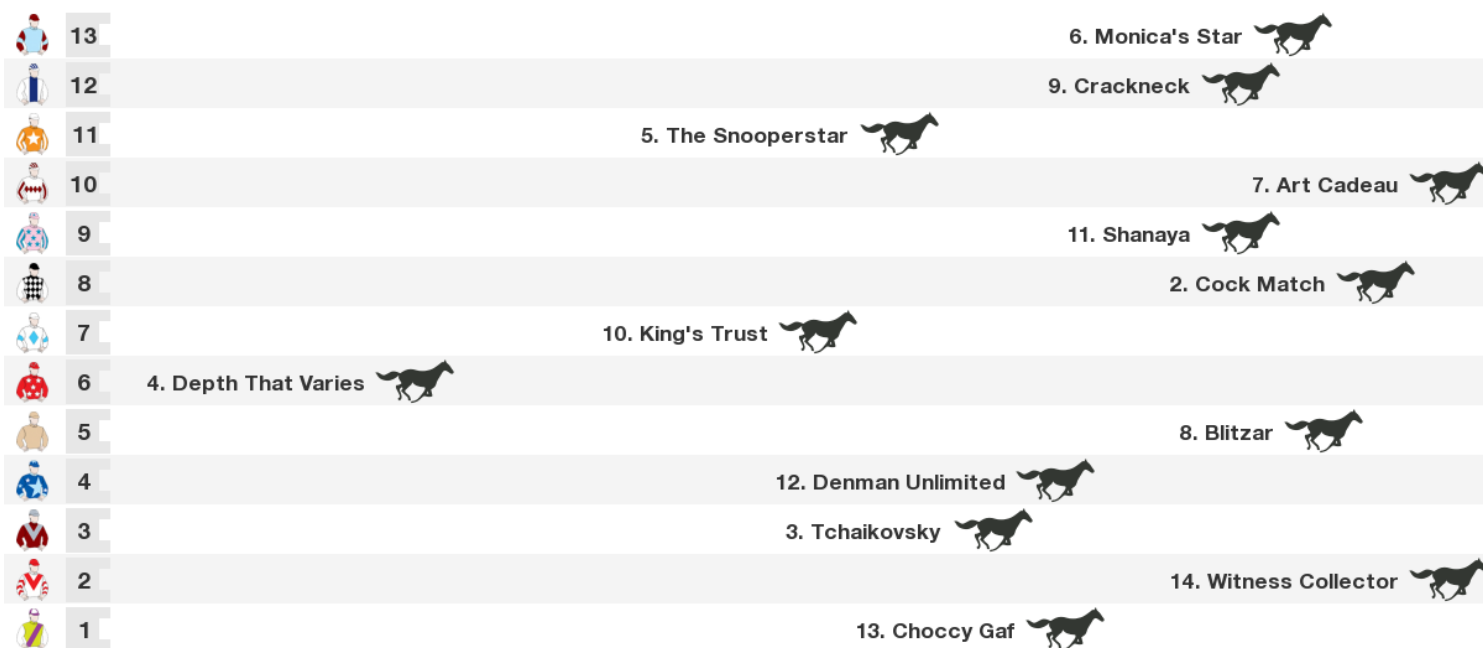 13 6. Monica's Star
12 9. Crackneck
11 5. The Snooperstar
10 7. Art Cadeau
9 11. Shanaya
8 2. Cock Match
7 10. King's Trust
6 4. Depth That Varies
5 8. Blitzar
4 12. Denman Unlimited
3 3. Tchaikovsky
2 14. Witness Collector
1 13. Choccy Gaf